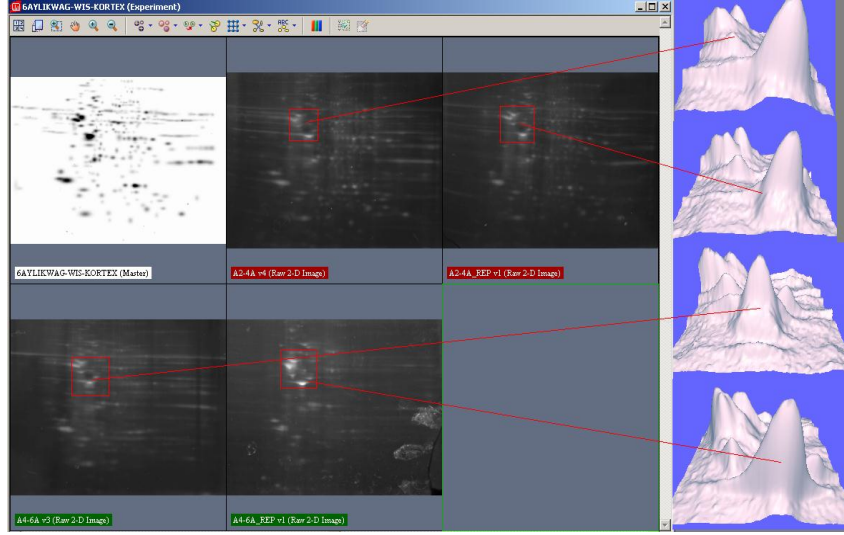 6AYLIKWAG-WIS-KORTEX (Experiment)
ABC
6AYLIKWAG-WIS-KORTEX (Master)
A2-4A v4 (Raw 2-D Image)
A2-4A_REP v1 (Raw 2-D Image)
A4-6A v3 (Raw 2-D Image)
A4-6A_REP v1 (Raw 2-D Image)